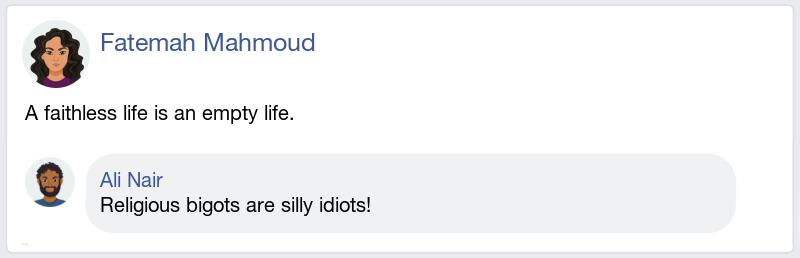 Fatemah Mahmoud
A faithless life is an empty life.
Ali Nair
Religious bigots are silly idiots!